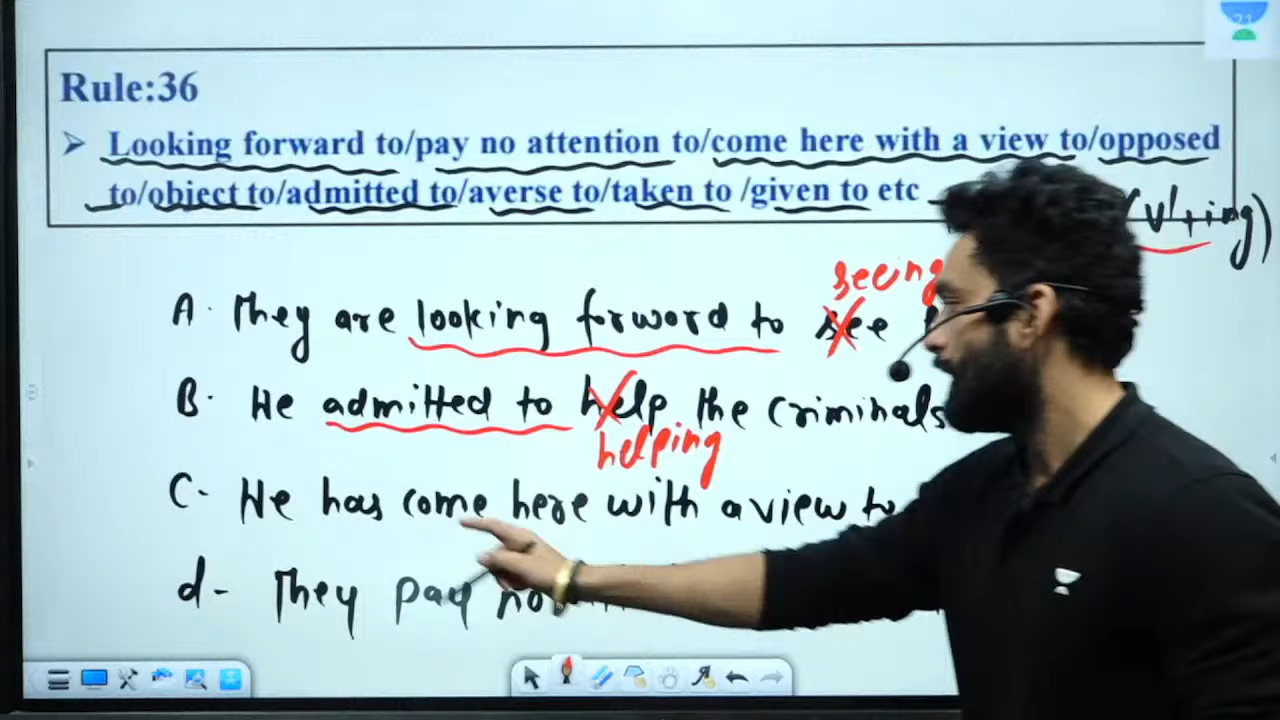 21
Rule:36
➢ Looking forward to/pay no attention to/come here with a view to/opposed
to/object to/admitted to/averse to/taken to /given to etc
(V'+ing)
seeing
A. They are looking forward to see
B. He admitted to help the criminals
helping
C- He has come here with a view to
d- They pay no